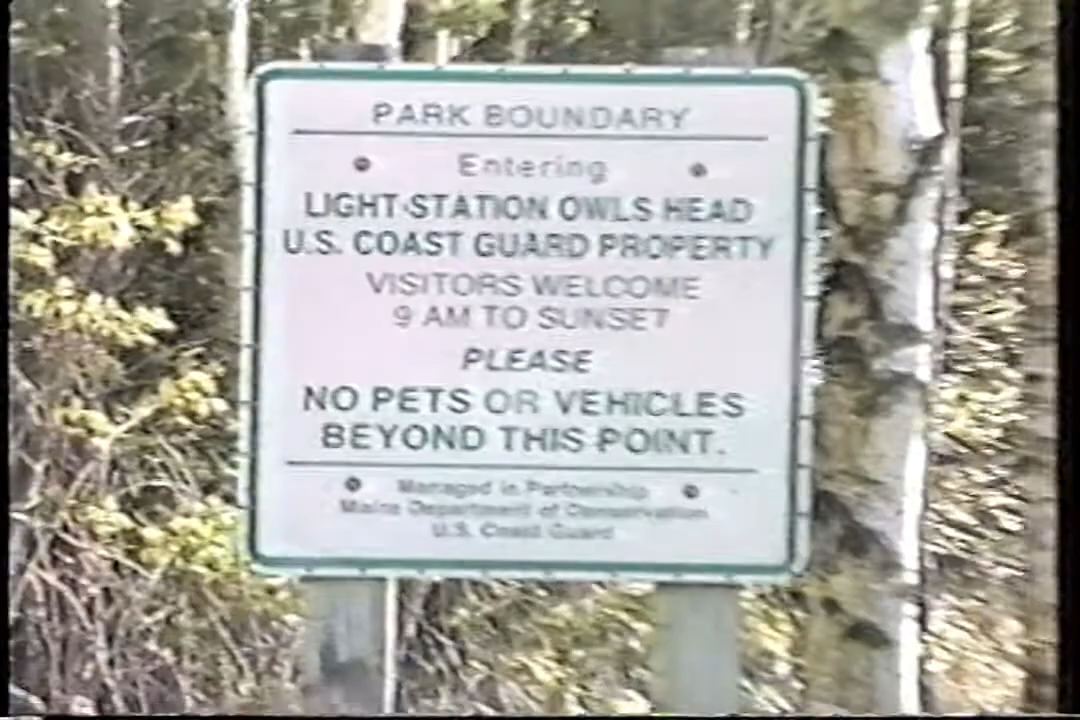 PARK BOUNDARY
Entering
LIGHT STATION OWLS HEAD
U.S. COAST GUARD PROPERTY
VISITORS WELCOME
9 AM TO SUNSET
PLEASE
NO PETS OR VEHICLES
BEYOND THIS POINT.
Managed in Partnership
Maine Department of Conservation
U.S. Coast Guard